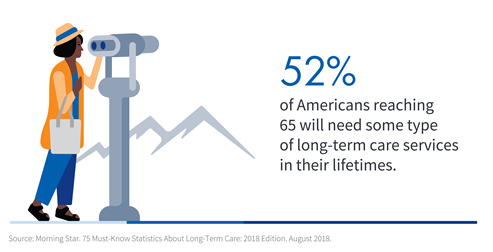 52%
of Americans reaching
65 will need some type
of long-term care services
in their lifetimes.
Source: Morning Star. 75 Must-Know Statistics About Long-Term Care: 2018 Edition. August 2018.